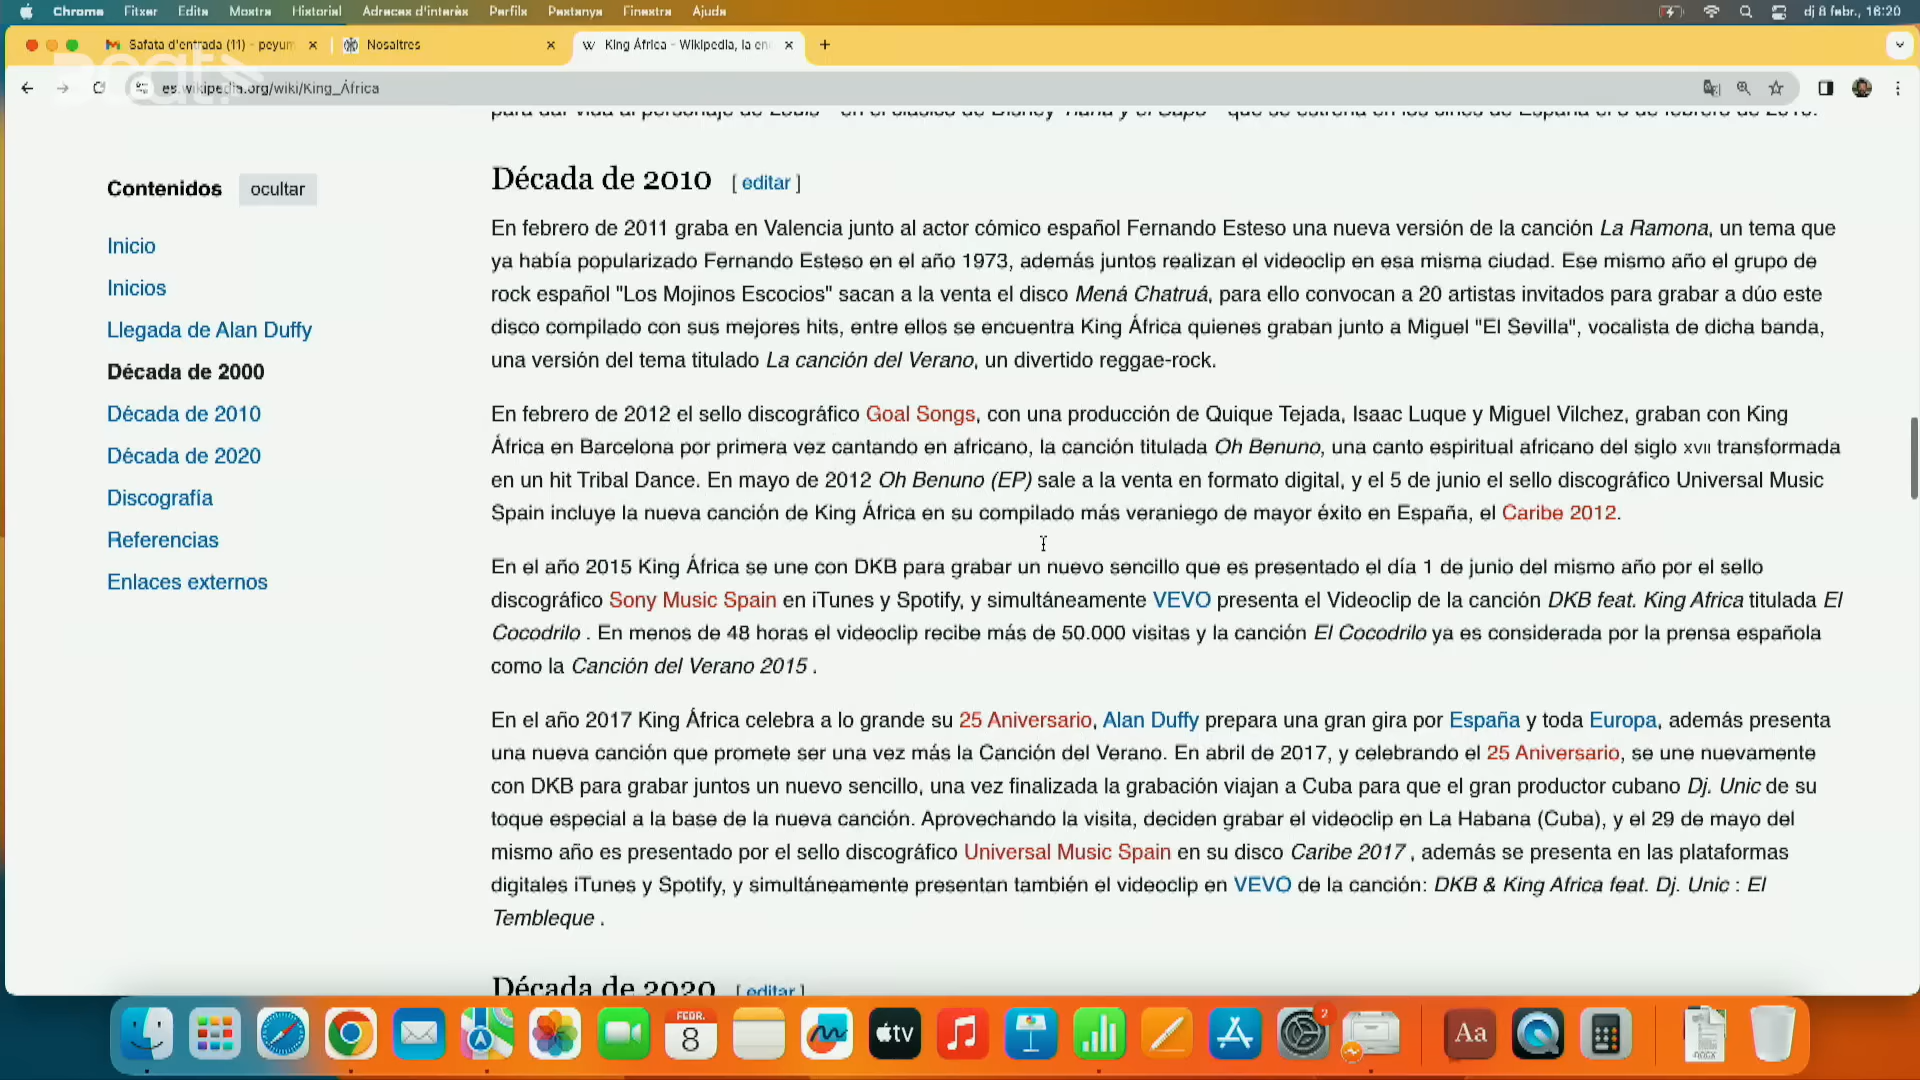 Chrome Fitxer Edita Mostra Historial Adreces d'interès Perfils Pestanya Finestra Ajuda dj 8 febr., 16:20
Safata d'entrada (11) - peyum Nosaltres King África - Wikipedia, la en
beat
es.wikipedia.org/wiki/King_África
Contenidos ocultar
Inicio
Inicios
Llegada de Alan Duffy
Década de 2000
Década de 2010
Década de 2020
Discografía
Referencias
Enlaces externos
Década de 2010 [ editar ]
En febrero de 2011 graba en Valencia junto al actor cómico español Fernando Esteso una nueva versión de la canción La Ramona, un tema que
ya había popularizado Fernando Esteso en el año 1973, además juntos realizan el videoclip en esa misma ciudad. Ese mismo año el grupo de
rock español "Los Mojinos Escocios" sacan a la venta el disco Mená Chatruá, para ello convocan a 20 artistas invitados para grabar a dúo este
disco compilado con sus mejores hits, entre ellos se encuentra King África quienes graban junto a Miguel "El Sevilla", vocalista de dicha banda,
una versión del tema titulado La canción del Verano, un divertido reggae-rock.
En febrero de 2012 el sello discográfico Goal Songs, con una producción de Quique Tejada, Isaac Luque y Miguel Vilchez, graban con King
África en Barcelona por primera vez cantando en africano, la canción titulada Oh Benuno, una canto espiritual africano del siglo XVII transformada
en un hit Tribal Dance. En mayo de 2012 Oh Benuno (EP) sale a la venta en formato digital, y el 5 de junio el sello discográfico Universal Music
Spain incluye la nueva canción de King África en su compilado más veraniego de mayor éxito en España, el Caribe 2012.
En el año 2015 King África se une con DKB para grabar un nuevo sencillo que es presentado el día 1 de junio del mismo año por el sello
discográfico Sony Music Spain en iTunes y Spotify, y simultáneamente VEVO presenta el Videoclip de la canción DKB feat. King Africa titulada El
Cocodrilo . En menos de 48 horas el videoclip recibe más de 50.000 visitas y la canción El Cocodrilo ya es considerada por la prensa española
como la Canción del Verano 2015 .
En el año 2017 King África celebra a lo grande su 25 Aniversario, Alan Duffy prepara una gran gira por España y toda Europa, además presenta
una nueva canción que promete ser una vez más la Canción del Verano. En abril de 2017, y celebrando el 25 Aniversario, se une nuevamente
con DKB para grabar juntos un nuevo sencillo, una vez finalizada la grabación viajan a Cuba para que el gran productor cubano Dj. Unic de su
toque especial a la base de la nueva canción. Aprovechando la visita, deciden grabar el videoclip en La Habana (Cuba), y el 29 de mayo del
mismo año es presentado por el sello discográfico Universal Music Spain en su disco Caribe 2017 , además se presenta en las plataformas
digitales iTunes y Spotify, y simultáneamente presentan también el videoclip en VEVO de la canción: DKB & King Africa feat. Dj. Unic : El
Tembleque .
Década de 2020 [ editar ]
FEBR.
8
tv
2
Aa
DOCX